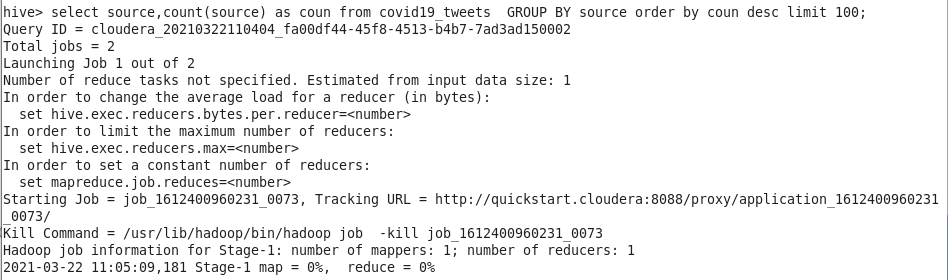 hive> select source,count(source) as coun from covid19_tweets  GROUP BY source order by coun desc limit 100;
Query ID = cloudera_20210322110404_fa00df44-45f8-4513-b4b7-7ad3ad150002
Total jobs = 2
Launching Job 1 out of 2
Number of reduce tasks not specified. Estimated from input data size: 1
In order to change the average load for a reducer (in bytes):
  set hive.exec.reducers.bytes.per.reducer=<number>
In order to limit the maximum number of reducers:
  set hive.exec.reducers.max=<number>
In order to set a constant number of reducers:
  set mapreduce.job.reduces=<number>
Starting Job = job_1612400960231_0073, Tracking URL = http://quickstart.cloudera:8088/proxy/application_1612400960231
_0073/
Kill Command = /usr/lib/hadoop/bin/hadoop job  -kill job_1612400960231_0073
Hadoop job information for Stage-1: number of mappers: 1; number of reducers: 1
2021-03-22 11:05:09,181 Stage-1 map = 0%,  reduce = 0%